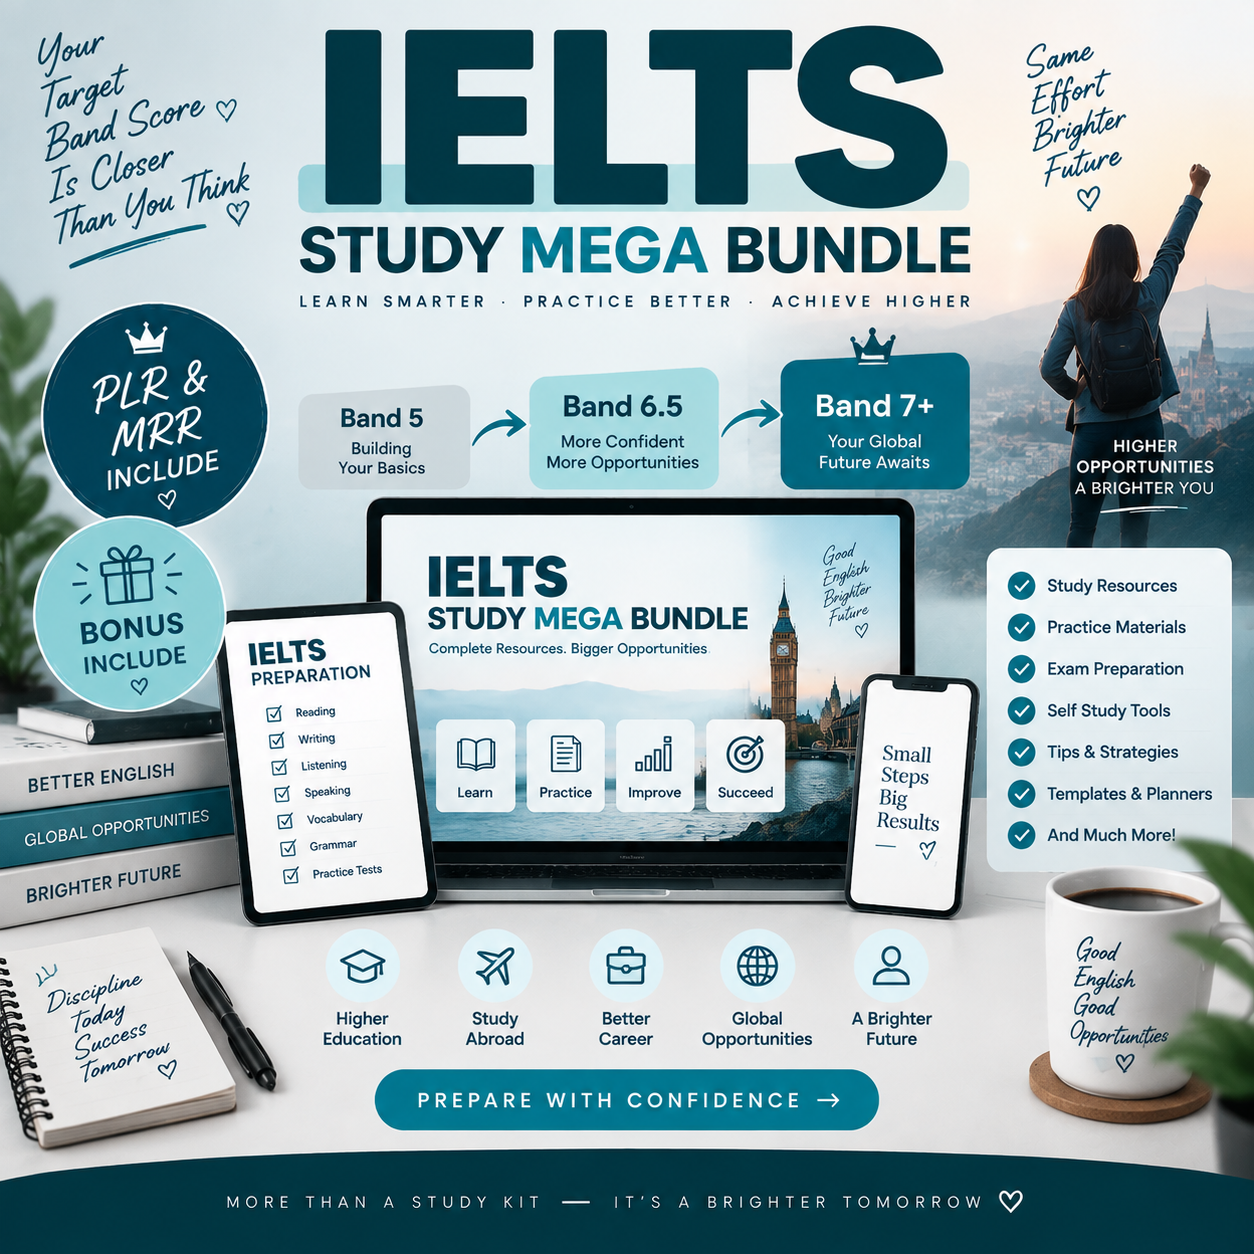 Your
Target
Band Score
Is Closer
Than You Think
IELTS
STUDY MEGA BUNDLE
LEARN SMARTER · PRACTICE BETTER · ACHIEVE HIGHER
Same
Effort
Brighter
Future
PLR &
MRR
INCLUDE
BONUS
INCLUDE
Band 5
Building
Your Basics
Band 6.5
More Confident
More Opportunities
Band 7+
Your Global
Future Awaits
HIGHER
OPPORTUNITIES
A BRIGHTER YOU
IELTS
STUDY MEGA BUNDLE
Complete Resources. Bigger Opportunities
Good
English
Brighter
Future
Learn
Practice
Improve
Succeed
IELTS
PREPARATION
Reading
Writing
Listening
Speaking
Vocabulary
Grammar
Practice Tests
Small
Steps
Big
Results
Study Resources
Practice Materials
Exam Preparation
Self Study Tools
Tips & Strategies
Templates & Planners
And Much More!
BETTER ENGLISH
GLOBAL OPPORTUNITIES
BRIGHTER FUTURE
Discipline
Today
Success
Tomorrow
Good
English
Good
Opportunities
Higher
Education
Study
Abroad
Better
Career
Global
Opportunities
A Brighter
Future
PREPARE WITH CONFIDENCE →
MORE THAN A STUDY KIT — IT'S A BRIGHTER TOMORROW